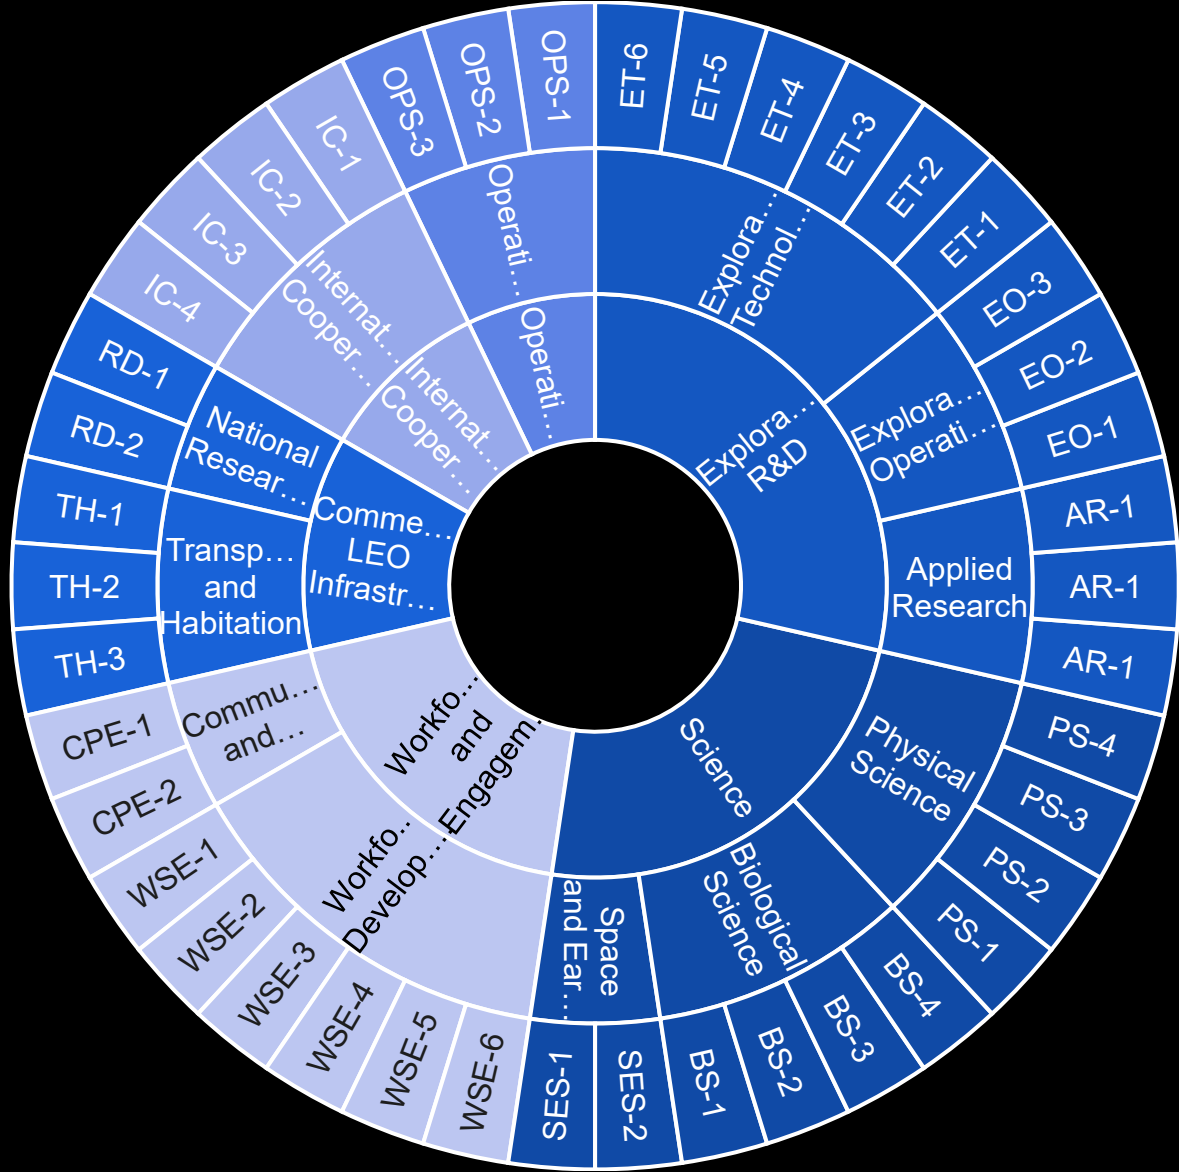 Explora…
R&D
Science
Workfo…
and
Engagem…
Comme…
LEO
Infrastr…
Internat…
Cooper…
Operati…
Explora…
Technol…
Explora…
Operati…
Applied
Research
Physical
Science
Biological
Science
Space
and Ear…
Workfo…
Develop…
Commu…
and…
Transp…
and
Habitation
National
Resear…
Internat…
Cooper…
Operati…
ET-6
ET-5
ET-4
ET-3
ET-2
ET-1
EO-3
EO-2
EO-1
AR-1
AR-1
AR-1
PS-4
PS-3
PS-2
PS-1
BS-4
BS-3
BS-2
BS-1
SES-2
SES-1
WSE-6
WSE-5
WSE-4
WSE-3
WSE-2
WSE-1
CPE-2
CPE-1
TH-3
TH-2
TH-1
RD-2
RD-1
IC-4
IC-3
IC-2
IC-1
OPS-3
OPS-2
OPS-1